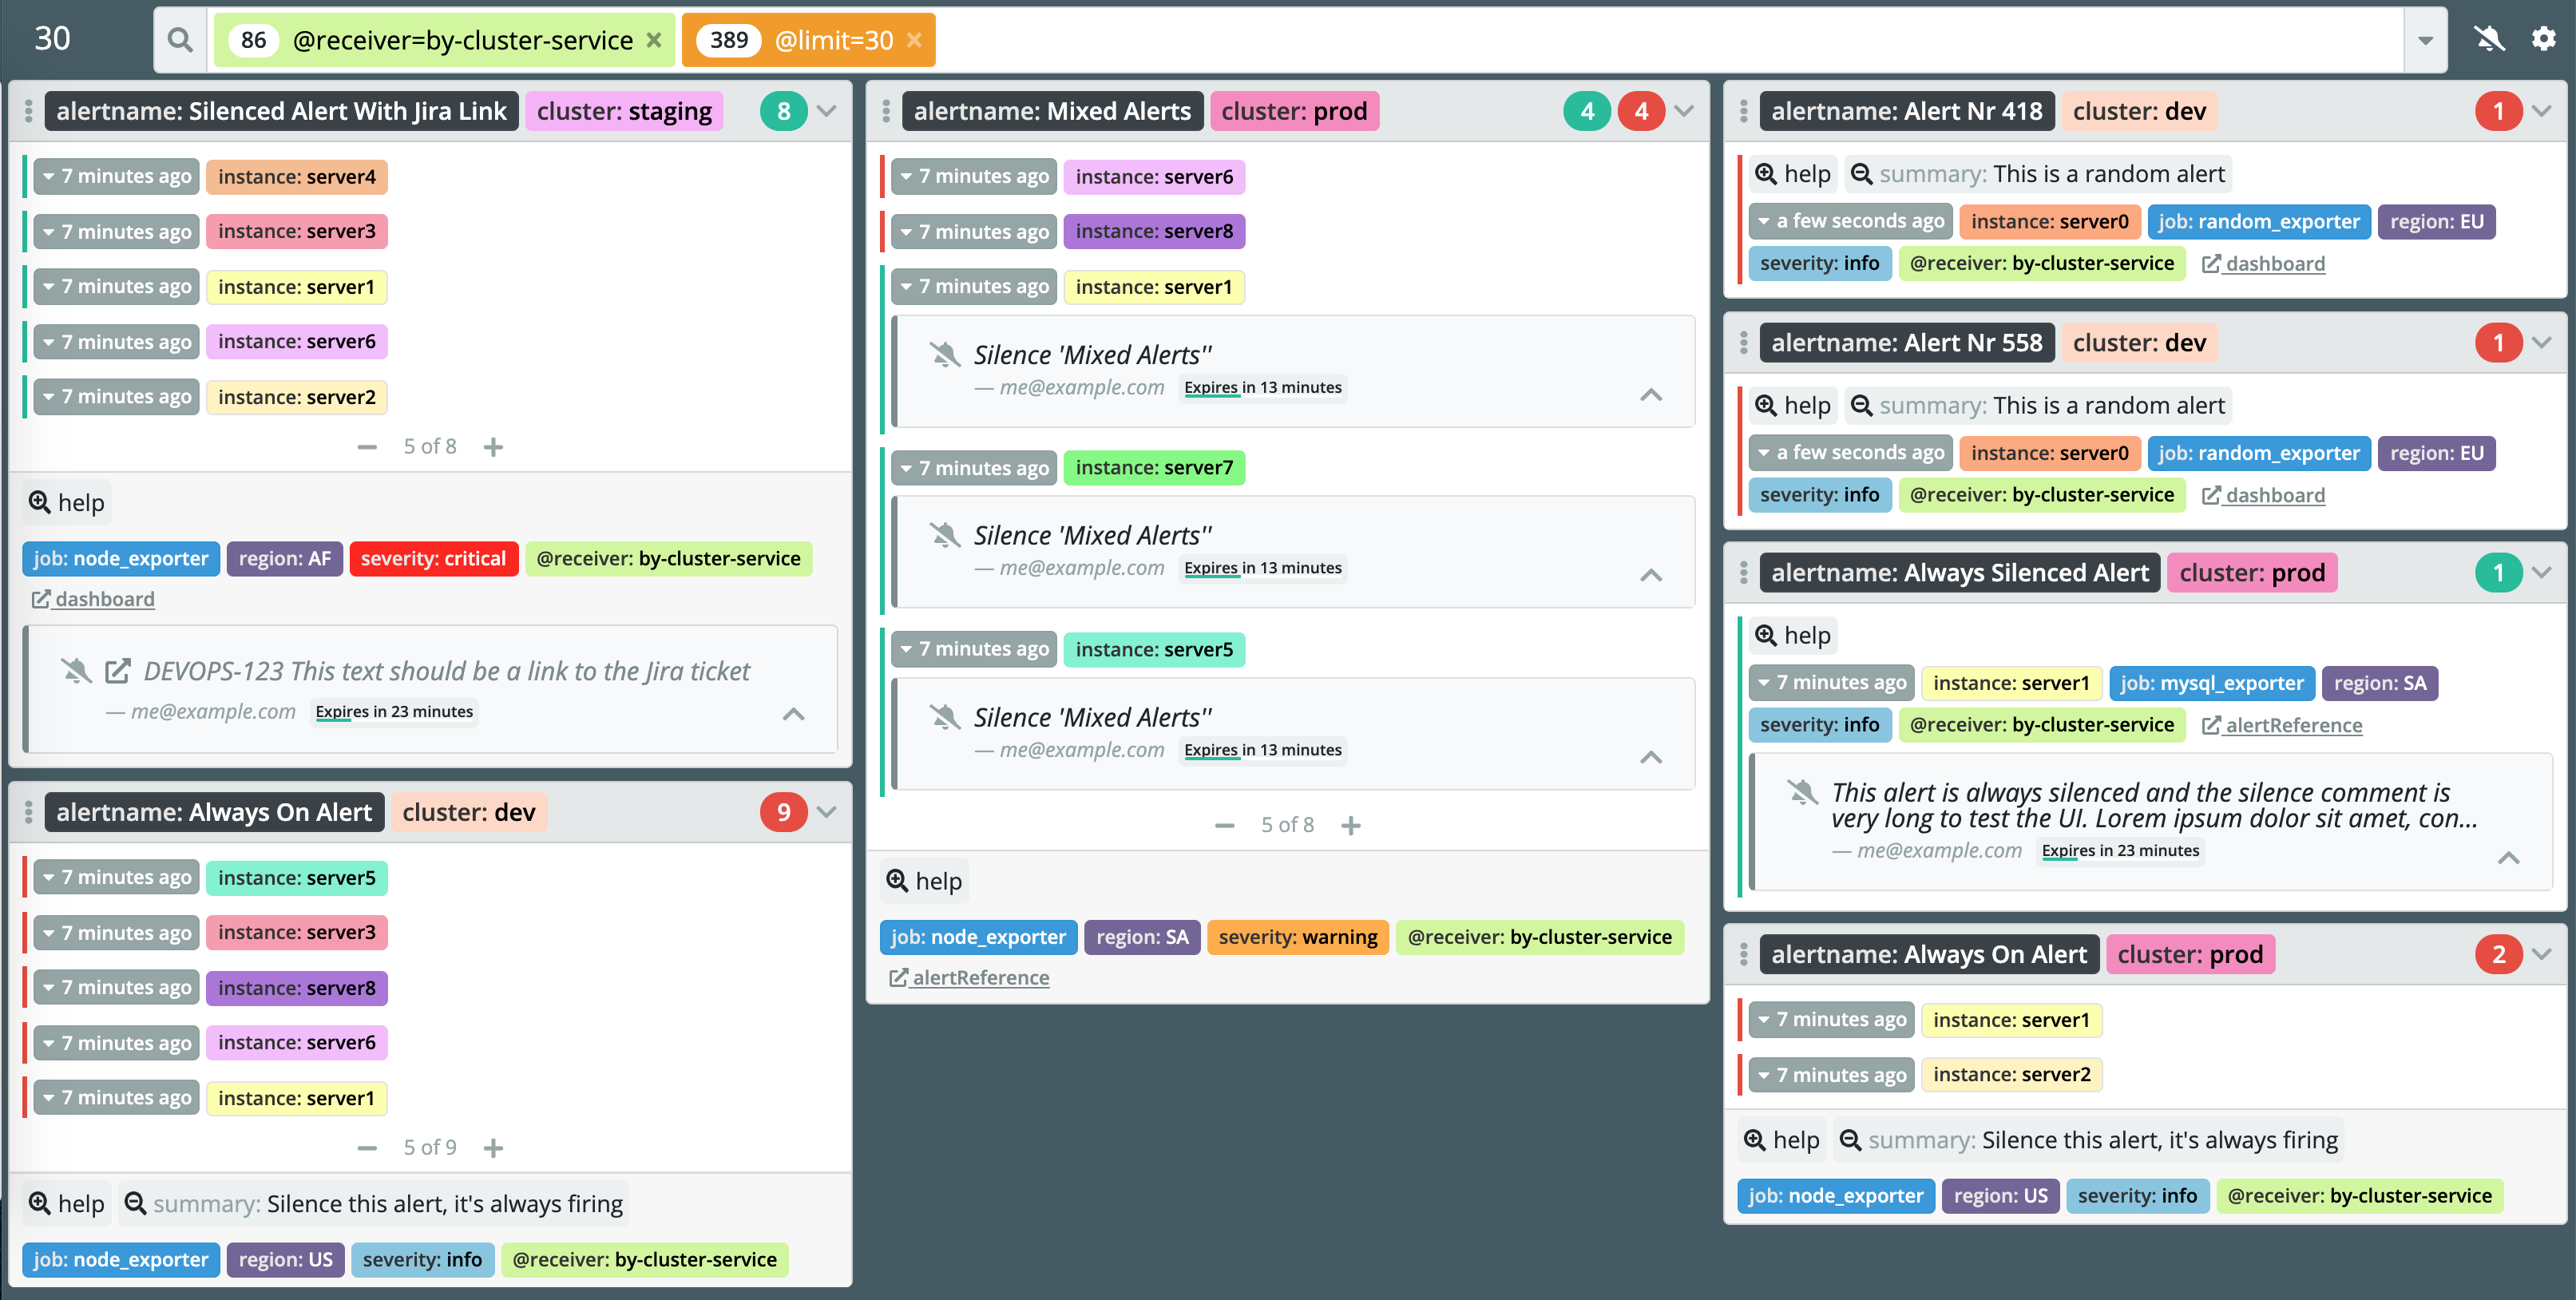 30
86 @receiver=by-cluster-service × 389 @limit=30 ×
alertname: Silenced Alert With Jira Link cluster: staging 8
7 minutes ago instance: server4
7 minutes ago instance: server3
7 minutes ago instance: server1
7 minutes ago instance: server6
7 minutes ago instance: server2
5 of 8
help
job: node_exporter region: AF severity: critical @receiver: by-cluster-service
dashboard
DEVOPS-123 This text should be a link to the Jira ticket
— me@example.com Expires in 23 minutes
alertname: Always On Alert cluster: dev 9
7 minutes ago instance: server5
7 minutes ago instance: server3
7 minutes ago instance: server8
7 minutes ago instance: server6
7 minutes ago instance: server1
5 of 9
help summary: Silence this alert, it's always firing
job: node_exporter region: US severity: info @receiver: by-cluster-service
alertname: Mixed Alerts cluster: prod 4 4
7 minutes ago instance: server6
7 minutes ago instance: server8
7 minutes ago instance: server1
Silence 'Mixed Alerts''
— me@example.com Expires in 13 minutes
7 minutes ago instance: server7
Silence 'Mixed Alerts''
— me@example.com Expires in 13 minutes
7 minutes ago instance: server5
Silence 'Mixed Alerts''
— me@example.com Expires in 13 minutes
5 of 8
help
job: node_exporter region: SA severity: warning @receiver: by-cluster-service
alertReference
alertname: Alert Nr 418 cluster: dev 1
help summary: This is a random alert
a few seconds ago instance: server0 job: random_exporter region: EU
severity: info @receiver: by-cluster-service dashboard
alertname: Alert Nr 558 cluster: dev 1
help summary: This is a random alert
a few seconds ago instance: server0 job: random_exporter region: EU
severity: info @receiver: by-cluster-service dashboard
alertname: Always Silenced Alert cluster: prod 1
help
7 minutes ago instance: server1 job: mysql_exporter region: SA
severity: info @receiver: by-cluster-service alertReference
This alert is always silenced and the silence comment is
very long to test the UI. Lorem ipsum dolor sit amet, con...
— me@example.com Expires in 23 minutes
alertname: Always On Alert cluster: prod 2
7 minutes ago instance: server1
7 minutes ago instance: server2
help summary: Silence this alert, it's always firing
job: node_exporter region: US severity: info @receiver: by-cluster-service